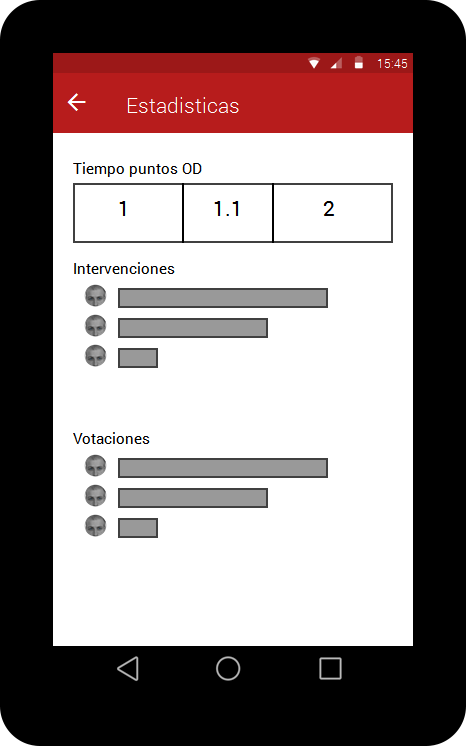 15:45
Estadisticas
Tiempo puntos OD
1 1.1 2
Intervenciones
Votaciones